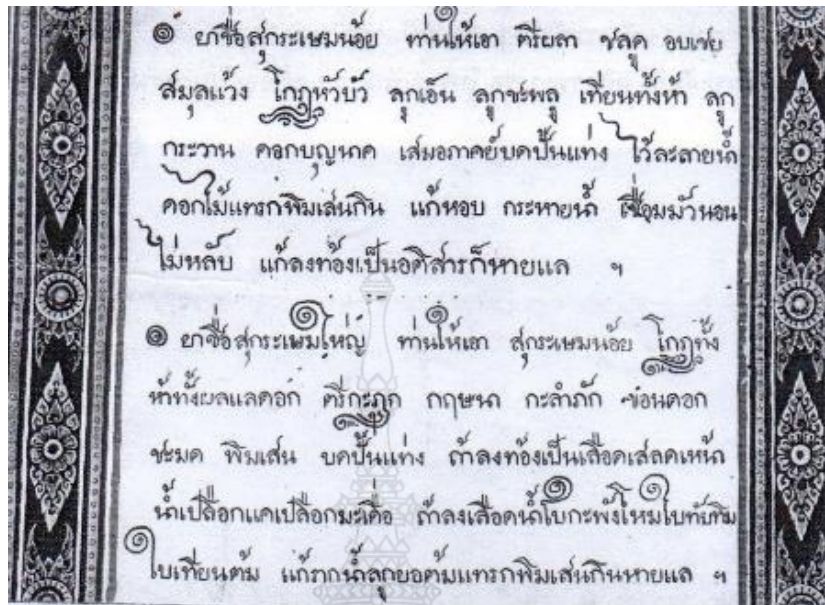 ๏ ยาชื่อสุกระเษมน้อย ท่านให้เอา ตรียลา ชลูด อบเชย
สมุลแว้ง โกฏหัวบัว ลูกเอ็น ลูกชะพลู เทียนทั้งห้า ลูก
กระวาน ดอกบุญนาค เสมอภาคย์บดปั้นแท่ง ไว้ละลายน้ำ
ดอกไม้แทรกพิมเสนกิน แก้หอบ กระหายน้ำ เชื่อมมัวนอน
ไม่หลับ แก้ลงท้องเป็นอติสารก็หายแล ฯ
๏ ยาชื่อสุกระเษมใหญ่ ท่านให้เอา สุกระเษมน้อย โกฏทั้ง
ห้าทั้งผลแลดอก ตรีกะฏุก กฤษนา กะลำภัก ขอนดอก
ชะมด พิมเสน บดปั้นแท่ง ถ้าลงท้องเป็นเลือดเสลดเหน้า
น้ำเปลือกแคเปลือกมะเดื่อ ถ้าลงเลือดน้ำใบกะพังโหมใบทัยทิม
ใบเทียนต้ม แก้รากน้ำลูกยอต้มแทรกพิมเสนกินหายแล ฯ